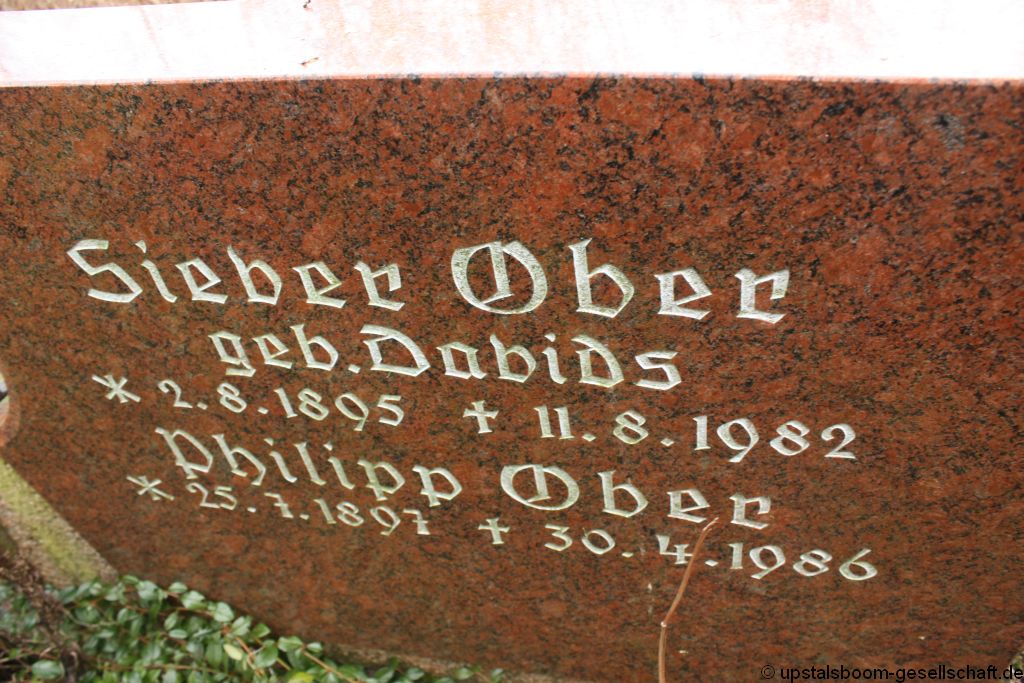 Sieber Ober
geb. Davids
* 2.8.1895 † 11.8.1982
Philipp Ober
* 25.7.1897 † 30.4.1986
© upstalsboom-gesellschaft.de